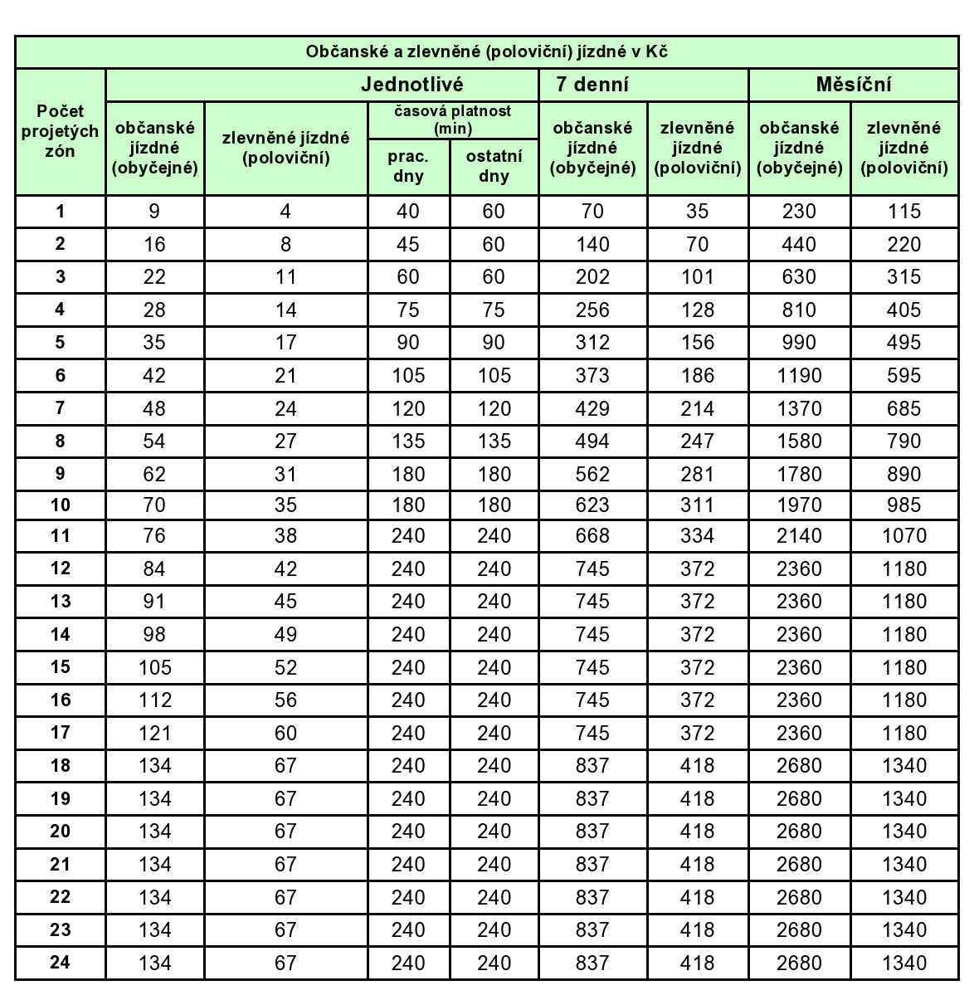 Občanské a zlevněné (poloviční) jízdné v Kč
Počet projetých zón
Jednotlivé 7 denní Měsíční
občanské jízdné (obyčejné) zlevněné jízdné (poloviční) časová platnost (min) občanské jízdné (obyčejné) zlevněné jízdné (poloviční) občanské jízdné (obyčejné) zlevněné jízdné (poloviční)
prac. dny ostatní dny
1 9 4 40 60 70 35 230 115
2 16 8 45 60 140 70 440 220
3 22 11 60 60 202 101 630 315
4 28 14 75 75 256 128 810 405
5 35 17 90 90 312 156 990 495
6 42 21 105 105 373 186 1190 595
7 48 24 120 120 429 214 1370 685
8 54 27 135 135 494 247 1580 790
9 62 31 180 180 562 281 1780 890
10 70 35 180 180 623 311 1970 985
11 76 38 240 240 668 334 2140 1070
12 84 42 240 240 745 372 2360 1180
13 91 45 240 240 745 372 2360 1180
14 98 49 240 240 745 372 2360 1180
15 105 52 240 240 745 372 2360 1180
16 112 56 240 240 745 372 2360 1180
17 121 60 240 240 745 372 2360 1180
18 134 67 240 240 837 418 2680 1340
19 134 67 240 240 837 418 2680 1340
20 134 67 240 240 837 418 2680 1340
21 134 67 240 240 837 418 2680 1340
22 134 67 240 240 837 418 2680 1340
23 134 67 240 240 837 418 2680 1340
24 134 67 240 240 837 418 2680 1340